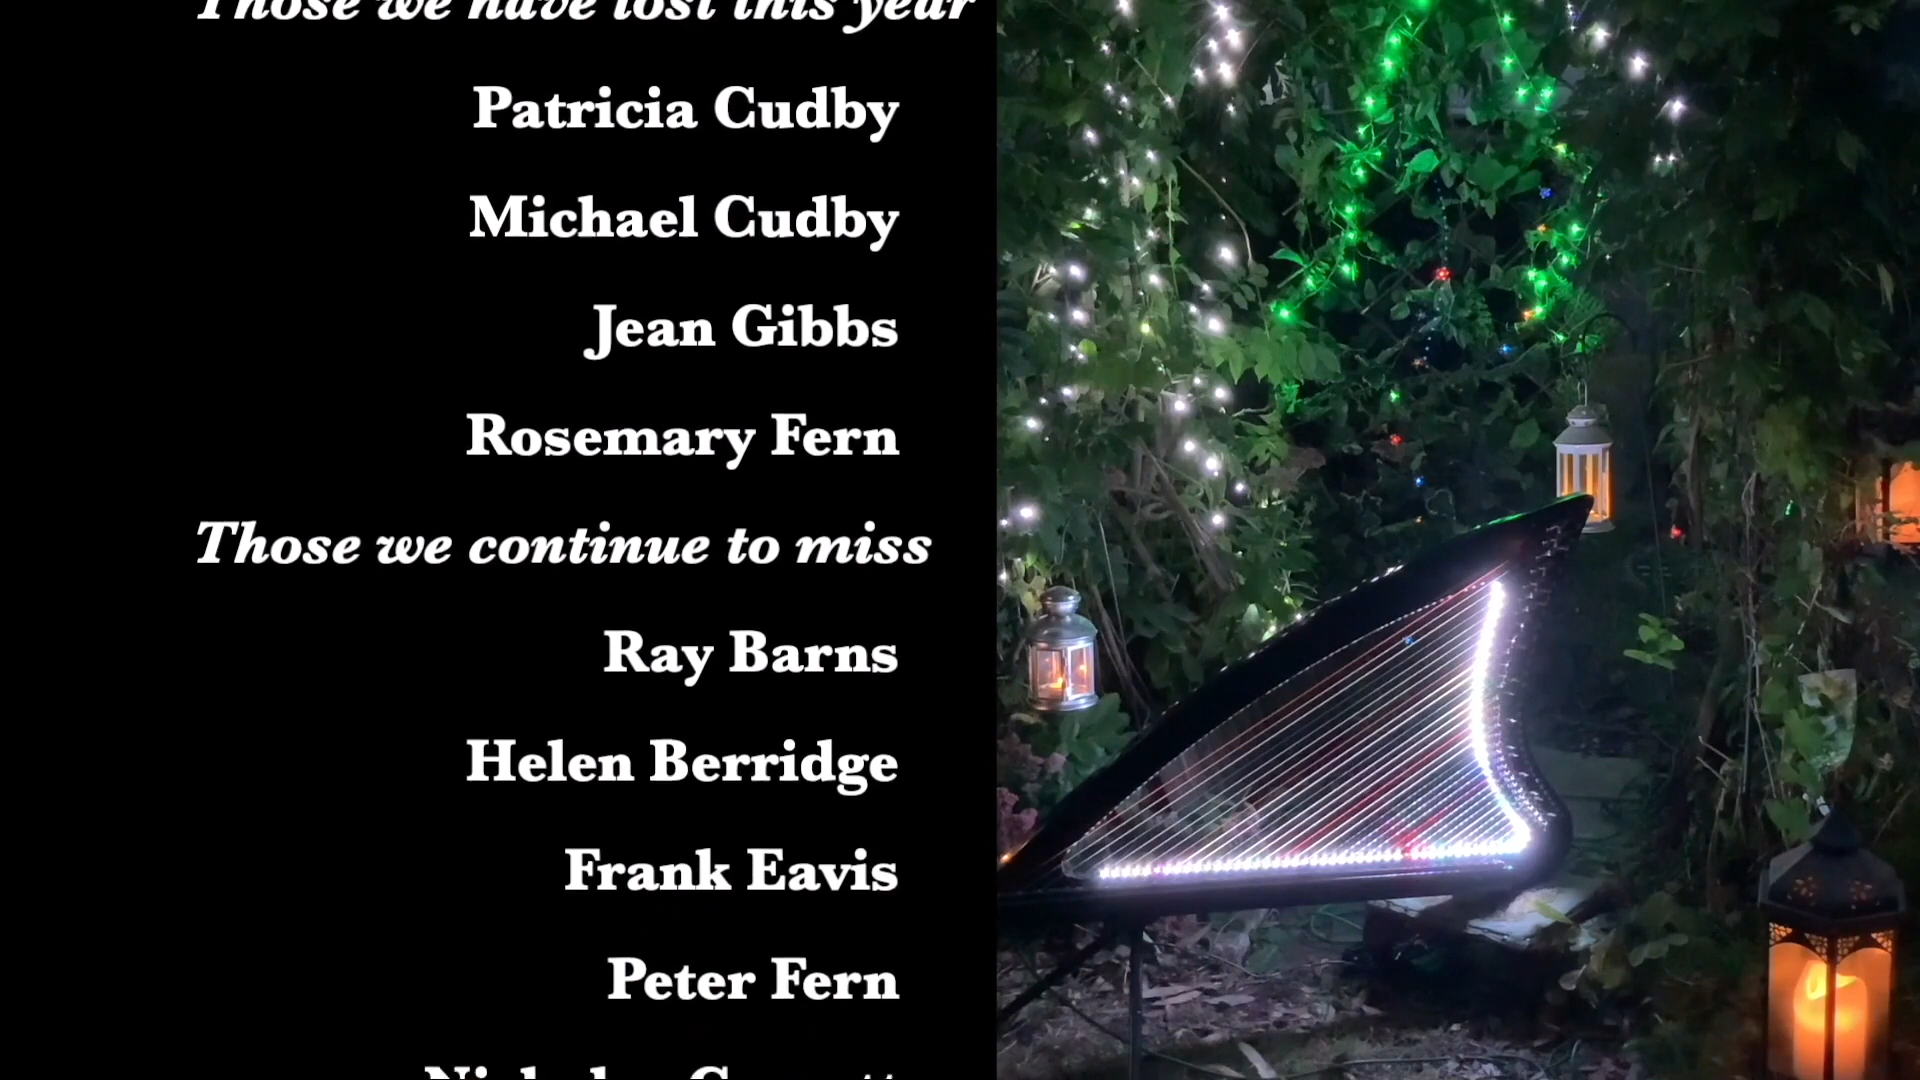 Those we have lost this year
Patricia Cudby
Michael Cudby
Jean Gibbs
Rosemary Fern
Those we continue to miss
Ray Barns
Helen Berridge
Frank Eavis
Peter Fern